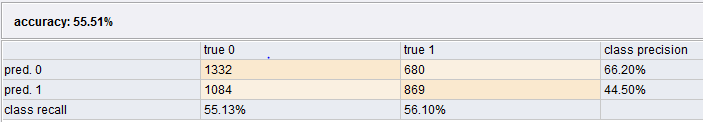 accuracy: 55.51%
true 0 true 1 class precision
pred. 0 1332 680 66.20%
pred. 1 1084 869 44.50%
class recall 55.13% 56.10%